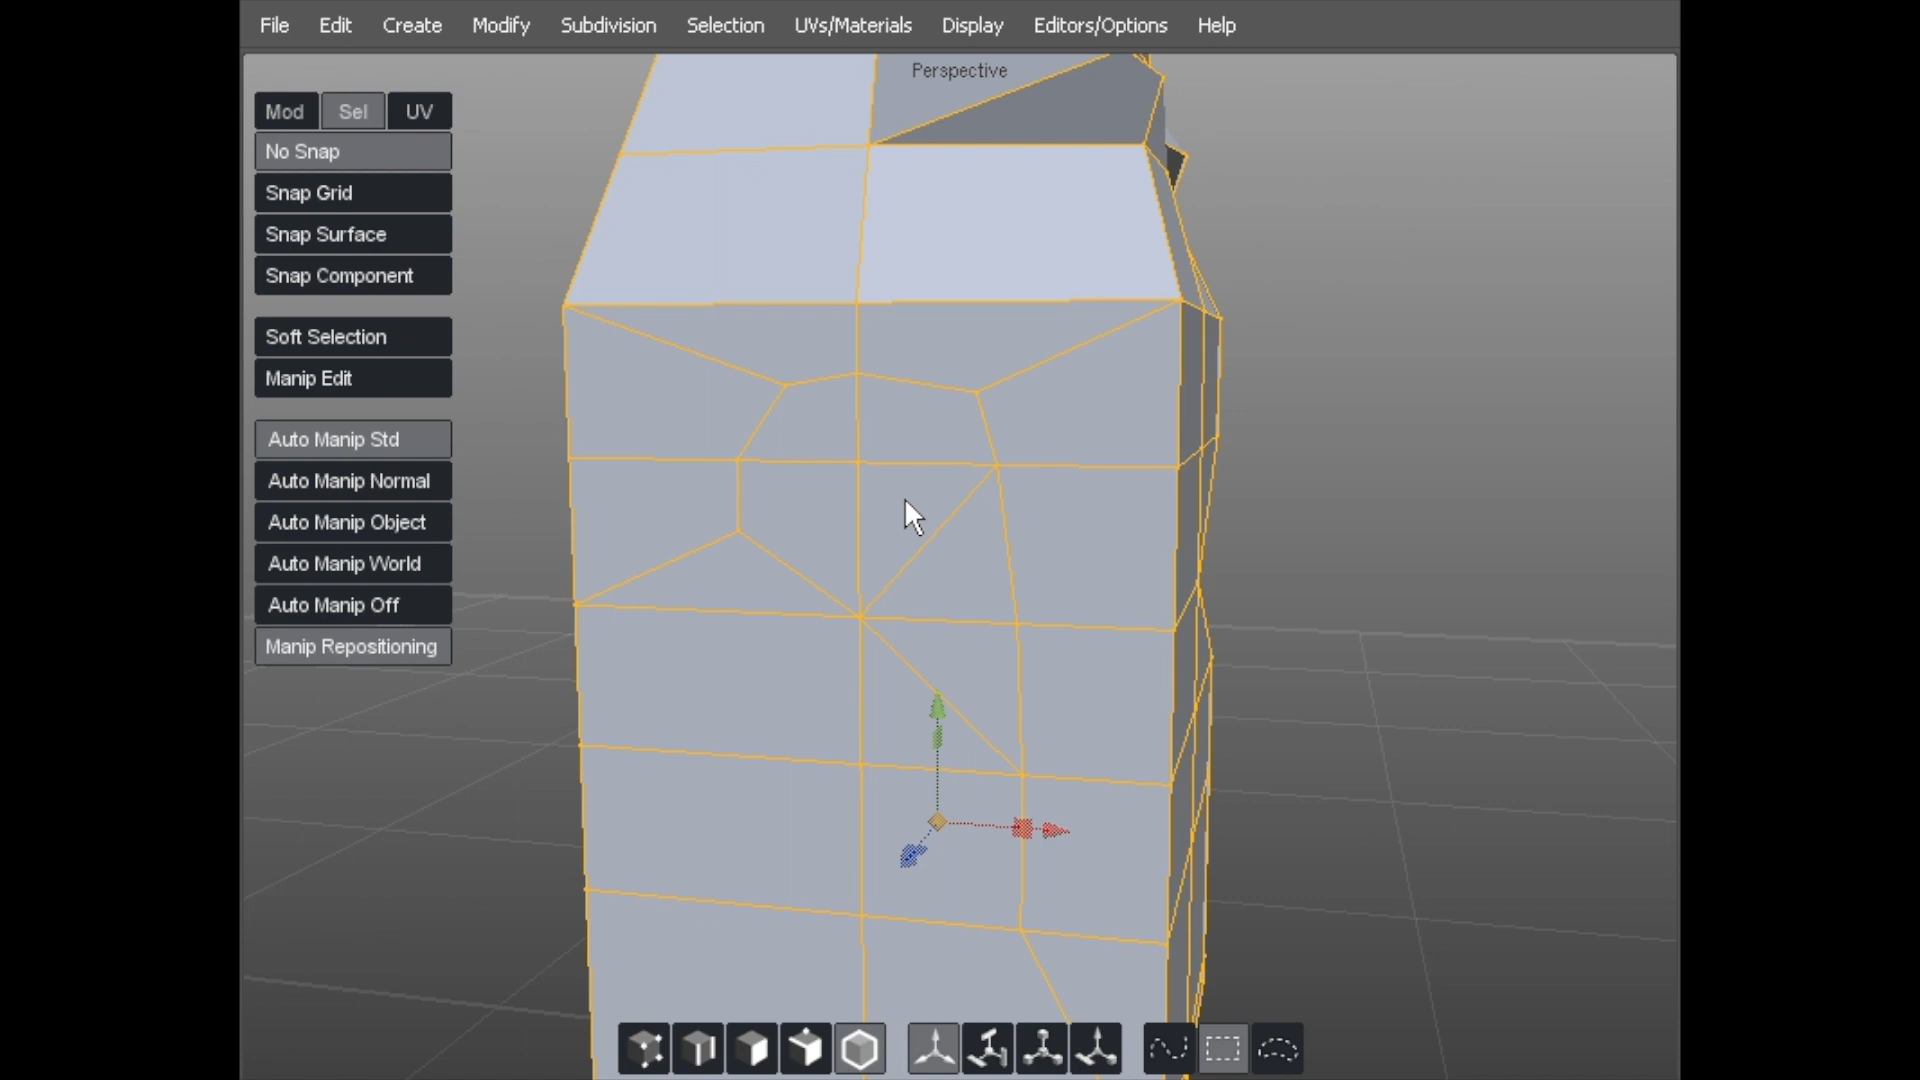 File Edit Create Modify Subdivision Selection UVs/Materials Display Editors/Options Help
Perspective
Mod Sel UV
No Snap
Snap Grid
Snap Surface
Snap Component
Soft Selection
Manip Edit
Auto Manip Std
Auto Manip Normal
Auto Manip Object
Auto Manip World
Auto Manip Off
Manip Repositioning